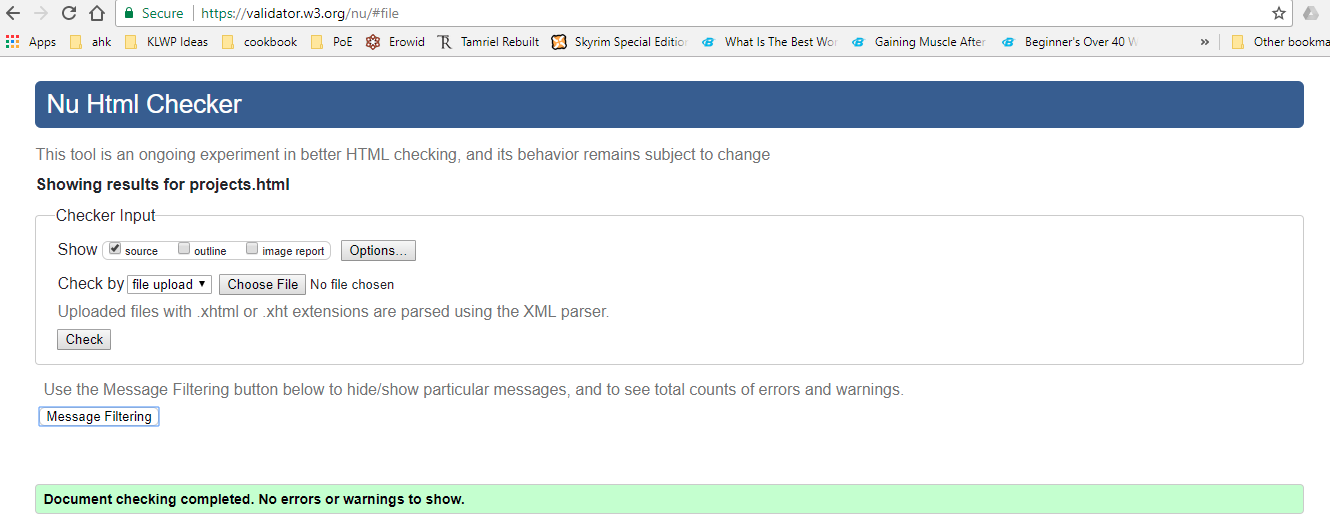 Secure https://validator.w3.org/nu/#file
Apps ahk KLWP Ideas cookbook PoE Erowid Tamriel Rebuilt Skyrim Special Edition What Is The Best Wor Gaining Muscle After Beginner's Over 40 W » Other bookma
Nu Html Checker
This tool is an ongoing experiment in better HTML checking, and its behavior remains subject to change
Showing results for projects.html
Checker Input
Show source outline image report Options...
Check by file upload Choose File No file chosen
Uploaded files with .xhtml or .xht extensions are parsed using the XML parser.
Check
Use the Message Filtering button below to hide/show particular messages, and to see total counts of errors and warnings.
Message Filtering
Document checking completed. No errors or warnings to show.